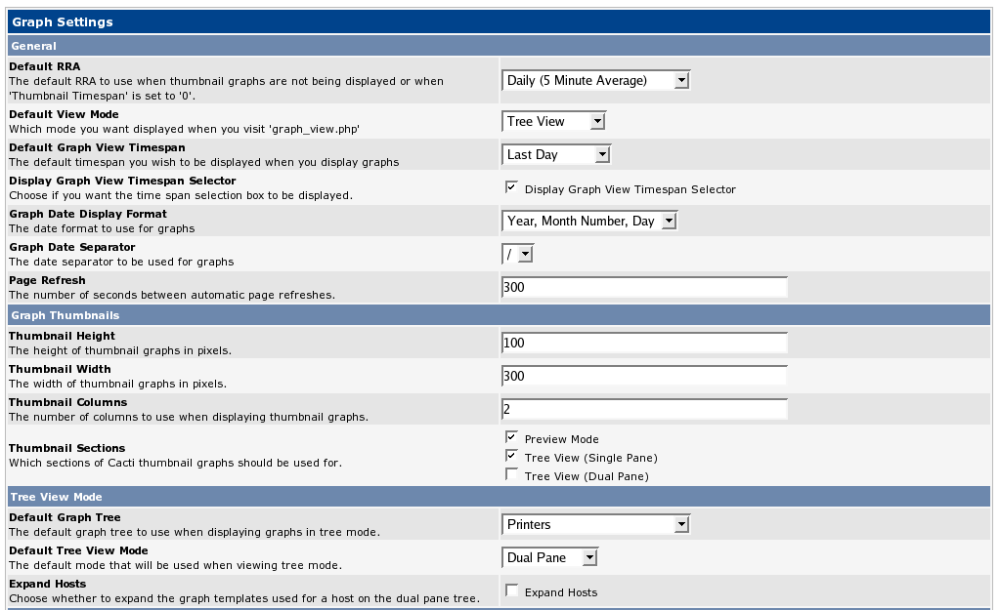 Graph Settings
General
Default RRA
The default RRA to use when thumbnail graphs are not being displayed or when
'Thumbnail Timespan' is set to '0'.
Daily (5 Minute Average)
Default View Mode
Which mode you want displayed when you visit 'graph_view.php'
Tree View
Default Graph View Timespan
The default timespan you wish to be displayed when you display graphs
Last Day
Display Graph View Timespan Selector
Choose if you want the time span selection box to be displayed.
Display Graph View Timespan Selector
Graph Date Display Format
The date format to use for graphs
Year, Month Number, Day
Graph Date Separator
The date separator to be used for graphs
/
Page Refresh
The number of seconds between automatic page refreshes.
300
Graph Thumbnails
Thumbnail Height
The height of thumbnail graphs in pixels.
100
Thumbnail Width
The width of thumbnail graphs in pixels.
300
Thumbnail Columns
The number of columns to use when displaying thumbnail graphs.
2
Thumbnail Sections
Which sections of Cacti thumbnail graphs should be used for.
Preview Mode
Tree View (Single Pane)
Tree View (Dual Pane)
Tree View Mode
Default Graph Tree
The default graph tree to use when displaying graphs in tree mode.
Printers
Default Tree View Mode
The default mode that will be used when viewing tree mode.
Dual Pane
Expand Hosts
Choose whether to expand the graph templates used for a host on the dual pane tree.
Expand Hosts